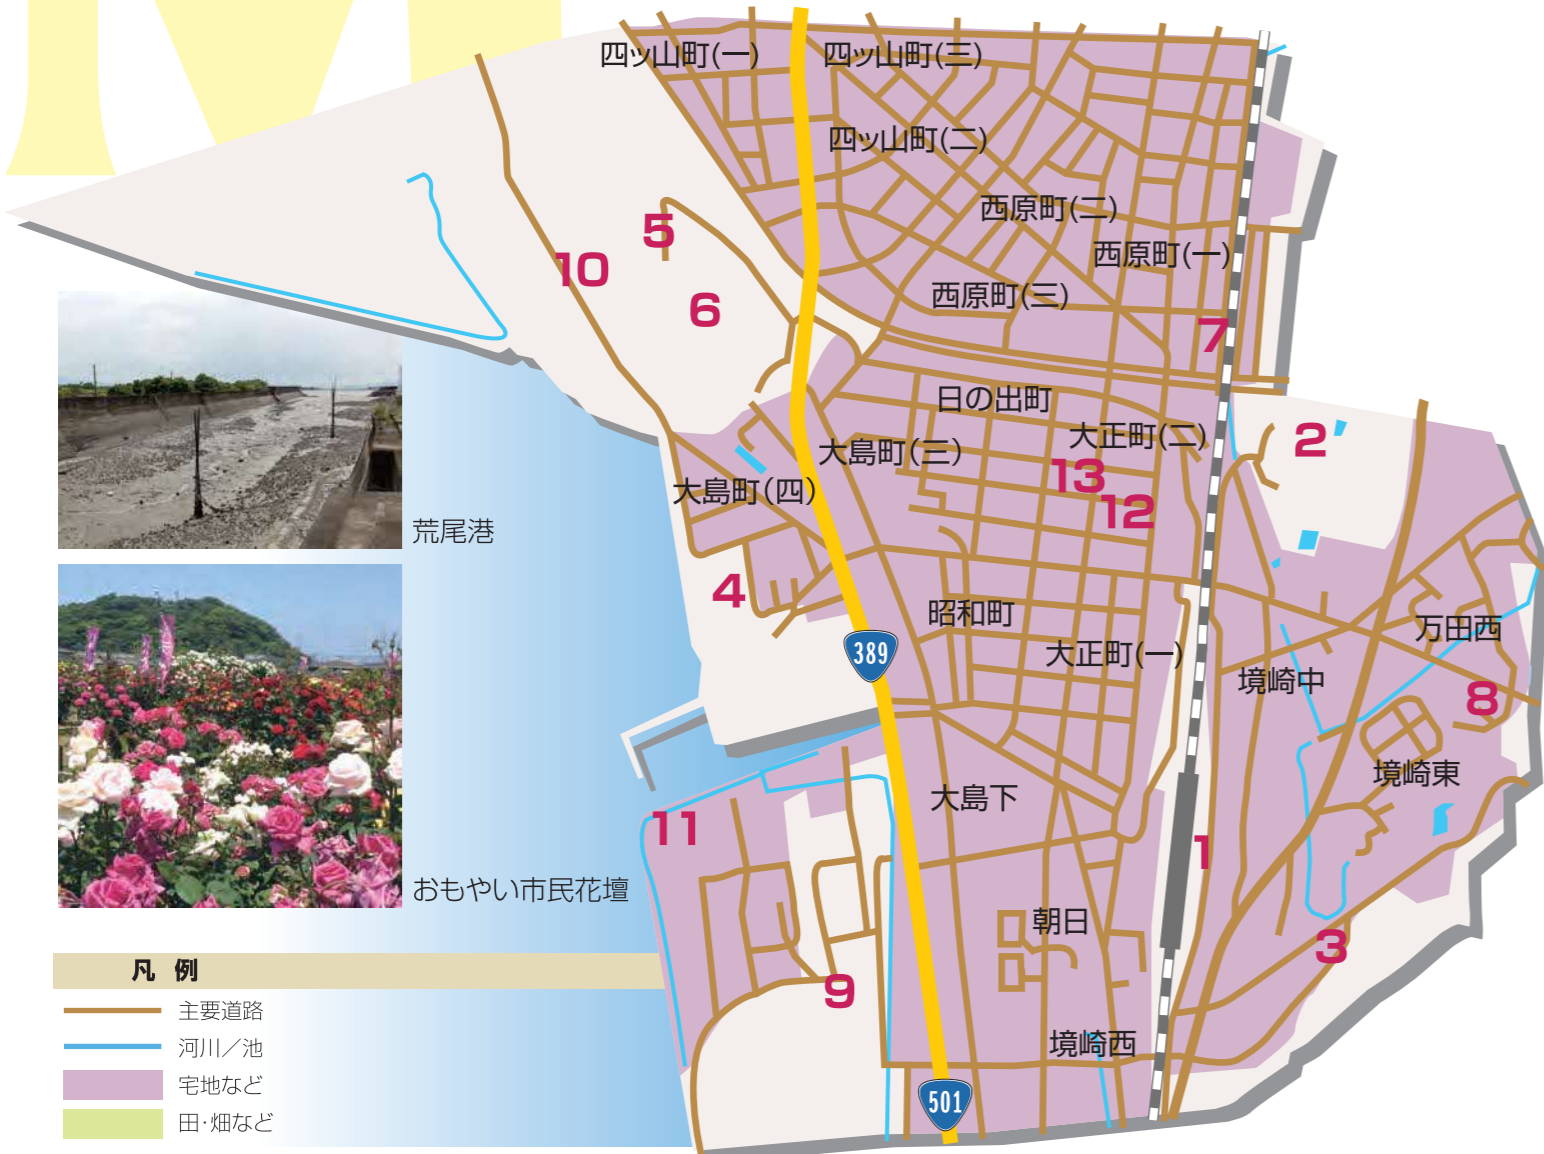 M
四ッ山町(一)
四ッ山町(三)
四ッ山町(二)
西原町(二)
5
西原町(一)
10
西原町(三)
6
7
日の出町
大正町(二)
2
大島町(三)
13
大島町(四)
12
荒尾港
4
昭和町
万田西
389
大正町(一)
境崎中
8
境崎東
大島下
11
1
おもやい市民花壇
朝日
3
凡 例
9
主要道路
河川/池
境崎西
宅地など
501
田・畑など